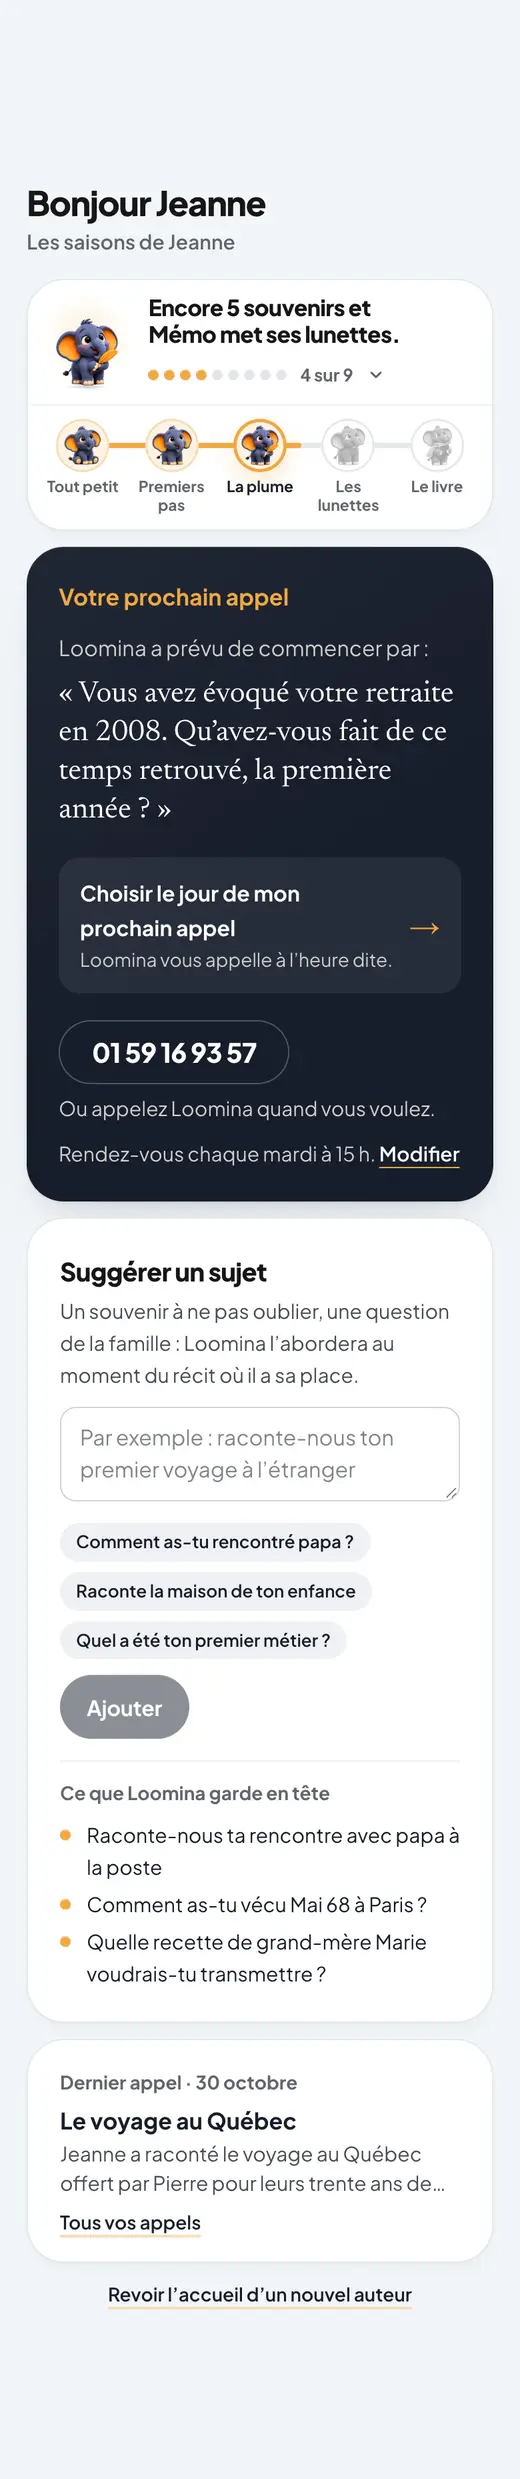 Bonjour Jeanne
Les saisons de Jeanne
Encore 5 souvenirs et
Mémo met ses lunettes.
4 sur 9
Tout petit
Premiers
pas
La plume
Les
lunettes
Le livre
Votre prochain appel
Loomina a prévu de commencer par :
« Vous avez évoqué votre retraite
en 2008. Qu’avez-vous fait de ce
temps retrouvé, la première
année ? »
Choisir le jour de mon
prochain appel
→
Loomina vous appelle à l’heure dite.
01 59 16 93 57
Ou appelez Loomina quand vous voulez.
Rendez-vous chaque mardi à 15 h. Modifier
Suggérer un sujet
Un souvenir à ne pas oublier, une question
de la famille : Loomina l’abordera au
moment du récit où il a sa place.
Par exemple : raconte-nous ton
premier voyage à l’étranger
Comment as-tu rencontré papa ?
Raconte la maison de ton enfance
Quel a été ton premier métier ?
Ajouter
Ce que Loomina garde en tête
Raconte-nous ta rencontre avec papa à
la poste
Comment as-tu vécu Mai 68 à Paris ?
Quelle recette de grand-mère Marie
voudrais-tu transmettre ?
Dernier appel · 30 octobre
Le voyage au Québec
Jeanne a raconté le voyage au Québec
offert par Pierre pour leurs trente ans de…
Tous vos appels
Revoir l’accueil d’un nouvel auteur